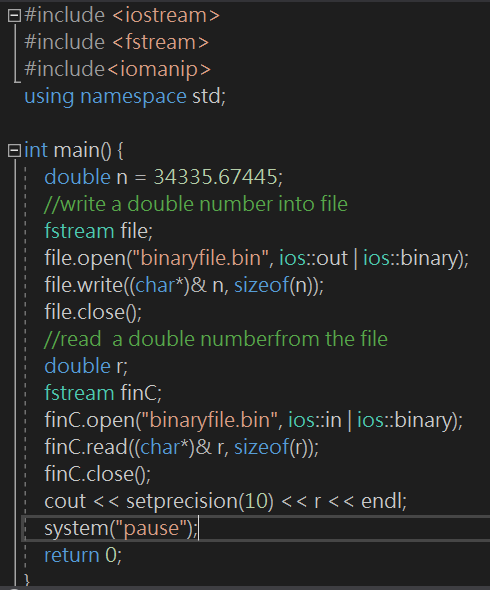 #include <iostream>
#include <fstream>
#include<iomanip>
using namespace std;
int main() {
double n = 34335.67445;
//write a double number into file
fstream file;
file.open("binaryfile.bin", ios::out | ios::binary);
file.write((char*)& n, sizeof(n));
file.close();
//read  a double numberfrom the file
double r;
fstream finC;
finC.open("binaryfile.bin", ios::in | ios::binary);
finC.read((char*)& r, sizeof(r));
finC.close();
cout << setprecision(10) << r << endl;
system("pause");
return 0;
}